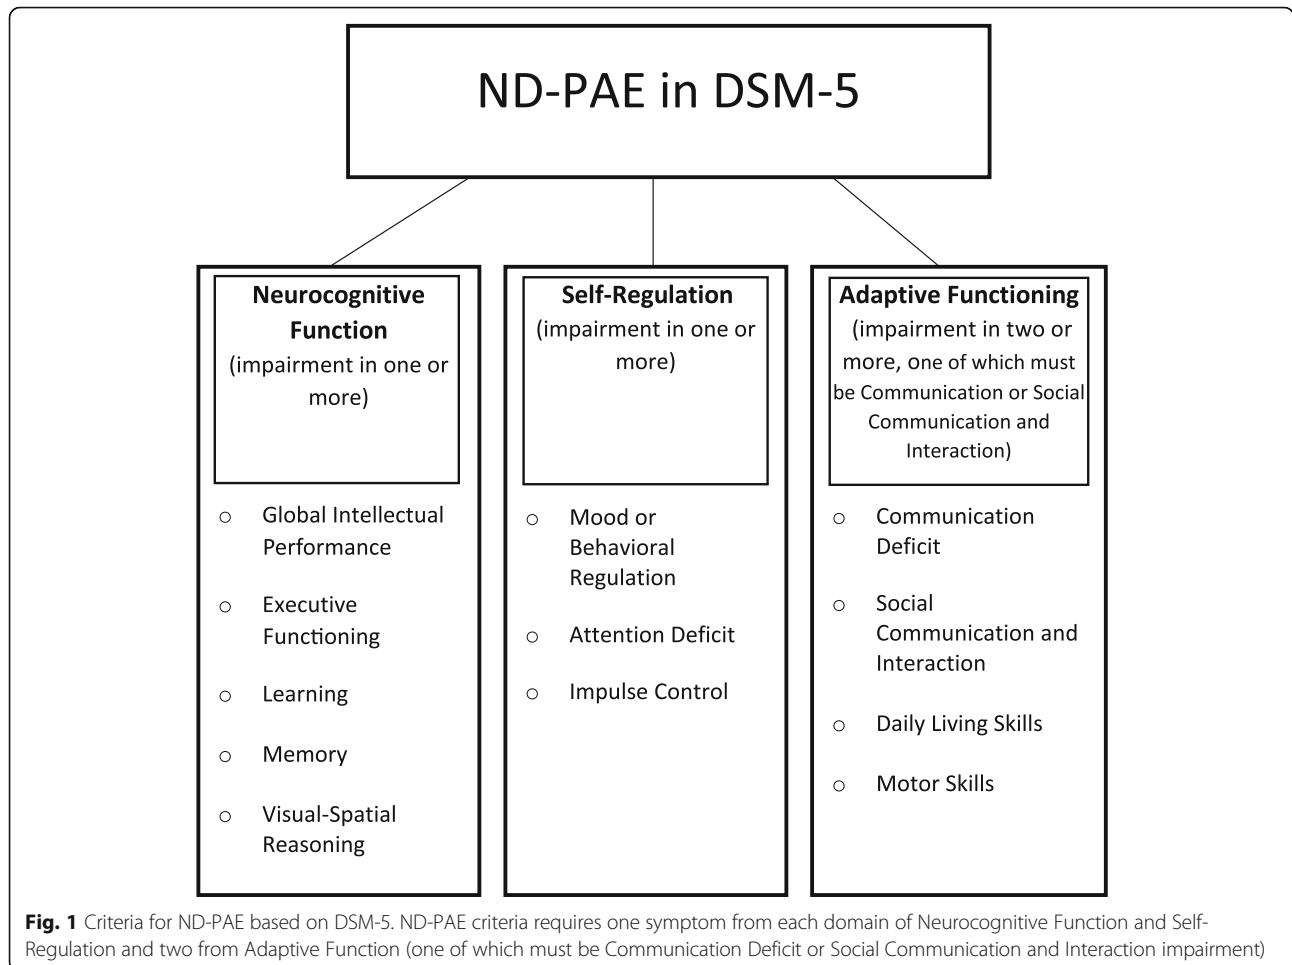 ND-PAE in DSM-5
Neurocognitive
Function
(impairment in one or
more)
○ Global Intellectual
Performance
○ Executive
Functioning
○ Learning
○ Memory
○ Visual-Spatial
Reasoning
Self-Regulation
(impairment in one or
more)
○ Mood or
Behavioral
Regulation
○ Attention Deficit
○ Impulse Control
Adaptive Functioning
(impairment in two or
more, one of which must
be Communication or Social
Communication and
Interaction)
○ Communication
Deficit
○ Social
Communication and
Interaction
○ Daily Living Skills
○ Motor Skills
Fig. 1 Criteria for ND-PAE based on DSM-5. ND-PAE criteria requires one symptom from each domain of Neurocognitive Function and Self-
Regulation and two from Adaptive Function (one of which must be Communication Deficit or Social Communication and Interaction impairment)